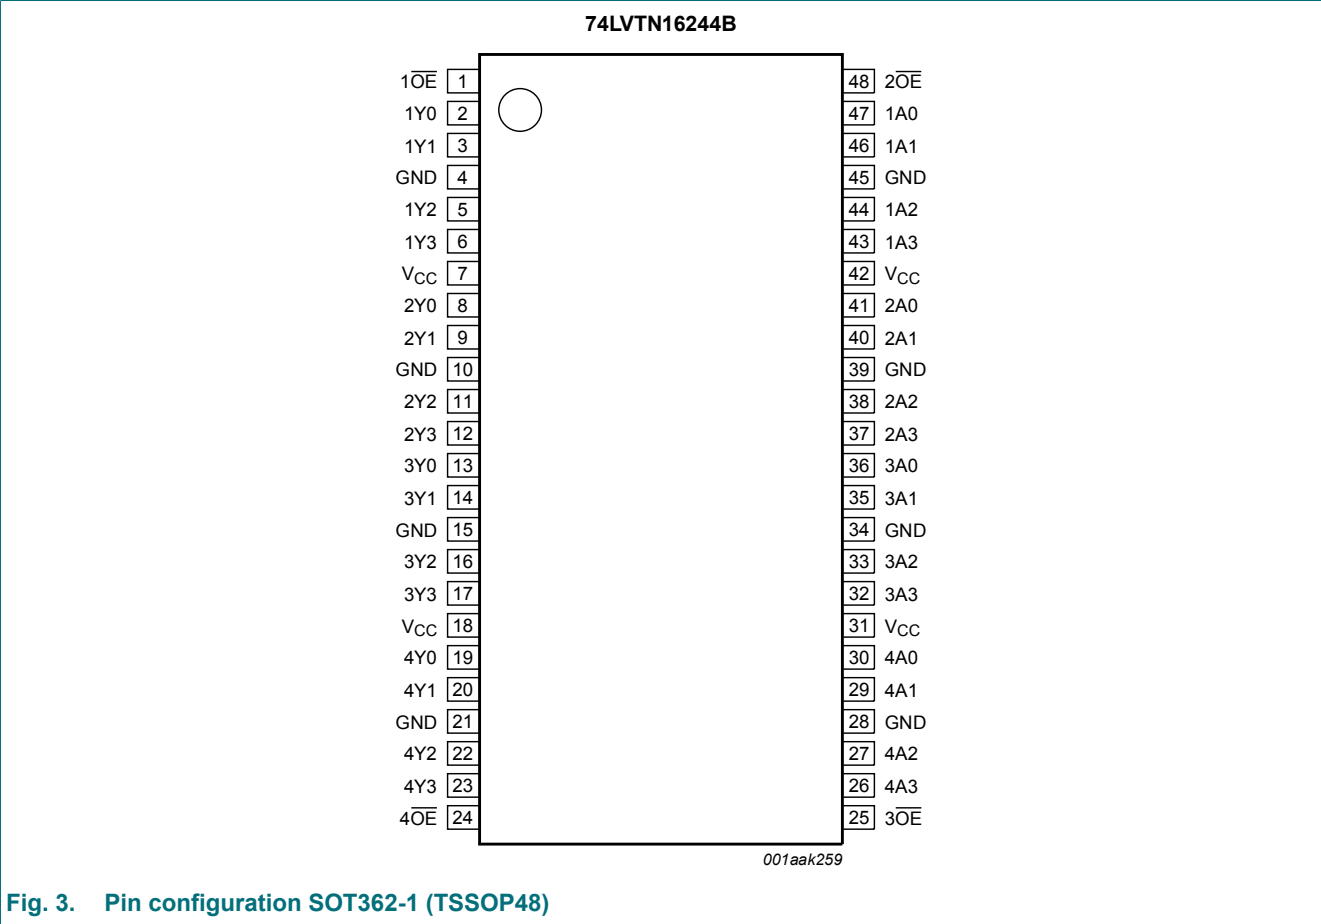 74LVTN16244B
1O̅E̅ 1 48 2O̅E̅
1Y0 2 47 1A0
1Y1 3 46 1A1
GND 4 45 GND
1Y2 5 44 1A2
1Y3 6 43 1A3
VCC 7 42 VCC
2Y0 8 41 2A0
2Y1 9 40 2A1
GND 10 39 GND
2Y2 11 38 2A2
2Y3 12 37 2A3
3Y0 13 36 3A0
3Y1 14 35 3A1
GND 15 34 GND
3Y2 16 33 3A2
3Y3 17 32 3A3
VCC 18 31 VCC
4Y0 19 30 4A0
4Y1 20 29 4A1
GND 21 28 GND
4Y2 22 27 4A2
4Y3 23 26 4A3
4O̅E̅ 24 25 3O̅E̅
001aak259
Fig. 3. Pin configuration SOT362-1 (TSSOP48)